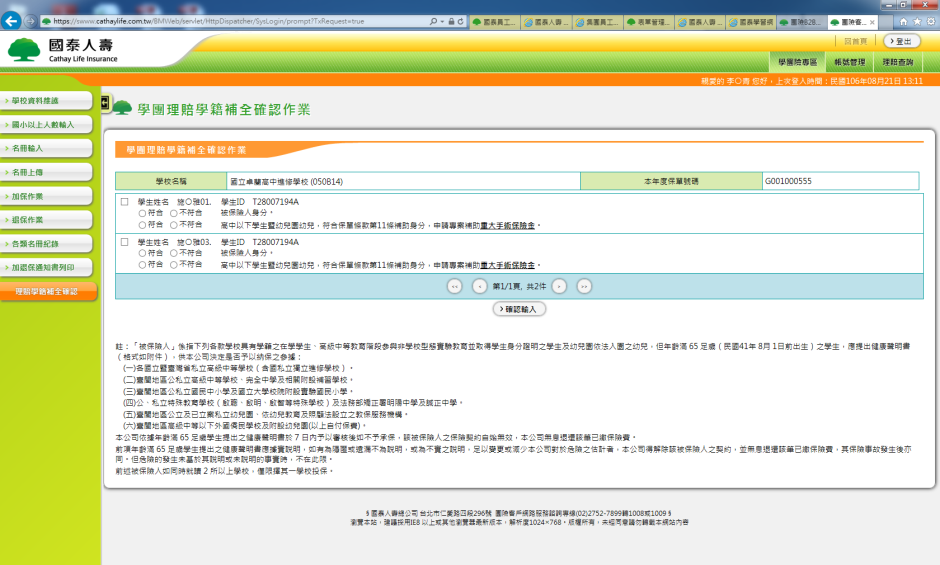 https://www.cathaylife.com.tw/BMWeb/servlet/HttpDispatcher/SysLogin/prompt?TxRequest=true
國泰員工...
國泰人壽 ...
集團員工...
表單管理...
國泰人壽 ...
國泰學習網
團險B2B...
團險客...
國泰人壽
Cathay Life Insurance
回首頁
登出
學團險專區 帳號管理 理賠查詢
親愛的 李○青 您好，上次登入時間：民國106年08月21日 13:11
學校資料維護
國小以上人數輸入
名冊輸入
名冊上傳
加保作業
退保作業
各類名冊紀錄
加退保通知書列印
理賠學籍補全確認
學團理賠學籍補全確認作業
學團理賠學籍補全確認作業
學校名稱 國立卓蘭高中進修學校 (050B14) 本年度保單號碼 G001000555
學生姓名 施○雅01. 學生ID T28007194A
○符合 ○不符合 被保險人身分。
○符合 ○不符合 高中以下學生暨幼兒園幼兒，符合保單條款第11條補助身分，申請專案補助重大手術保險金。
學生姓名 施○雅03. 學生ID T28007194A
○符合 ○不符合 被保險人身分。
○符合 ○不符合 高中以下學生暨幼兒園幼兒，符合保單條款第11條補助身分，申請專案補助重大手術保險金。
第1/1頁, 共2件
確認輸入
註：「被保險人」係指下列各款學校具有學籍之在學學生、高級中等教育階段參與非學校型態實驗教育並取得學生身分證明之學生及幼兒園依法入園之幼兒，但年齡滿 65 足歲（民國41年 8月 1日前出生）之學生，應提出健康聲明書
（格式如附件），供本公司決定是否予以納保之參據：
(一)各國立暨臺灣省私立高級中等學校（含國私立獨立進修學校）。
(二)臺閩地區公私立高級中等學校、完全中學及相關附設補習學校。
(三)臺閩地區公私立國民中小學及國立大學校院附設實驗國民小學。
(四)公、私立特殊教育學校（啟聰、啟明、啟智等特殊學校）及法務部矯正署明陽中學及誠正中學。
(五)臺閩地區公立及已立案私立幼兒園、依幼兒教育及照顧法設立之教保服務機構。
(六)臺閩地區高級中等以下外國僑民學校及附設幼兒園(以上自付保費)。
本公司依據年齡滿 65 足歲學生提出之健康聲明書於 7 日內予以審核後如不予承保，該被保險人之保險契約自始無效，本公司無息退還該筆已繳保險費。
前項年齡滿 65 足歲學生提出之健康聲明書應據實說明，如有為隱匿或遺漏不為說明，或為不實之說明，足以變更或減少本公司對於危險之估計者，本公司得解除該被保險人之契約，並無息退還該筆已繳保險費，其保險事故發生後亦
同。但危險的發生未基於其說明或未說明的事實時，不在此限。
前述被保險人如同時就讀 2 所以上學校，僅限擇其一學校投保。
§ 國泰人壽總公司 台北市仁愛路四段296號 團險客戶網路服務諮詢專線(02)2752-7899轉1008或1009 §
瀏覽本站，建議採用IE8 以上或其他瀏覽器最新版本，解析度1024×768，版權所有，未經同意請勿轉載本網站內容